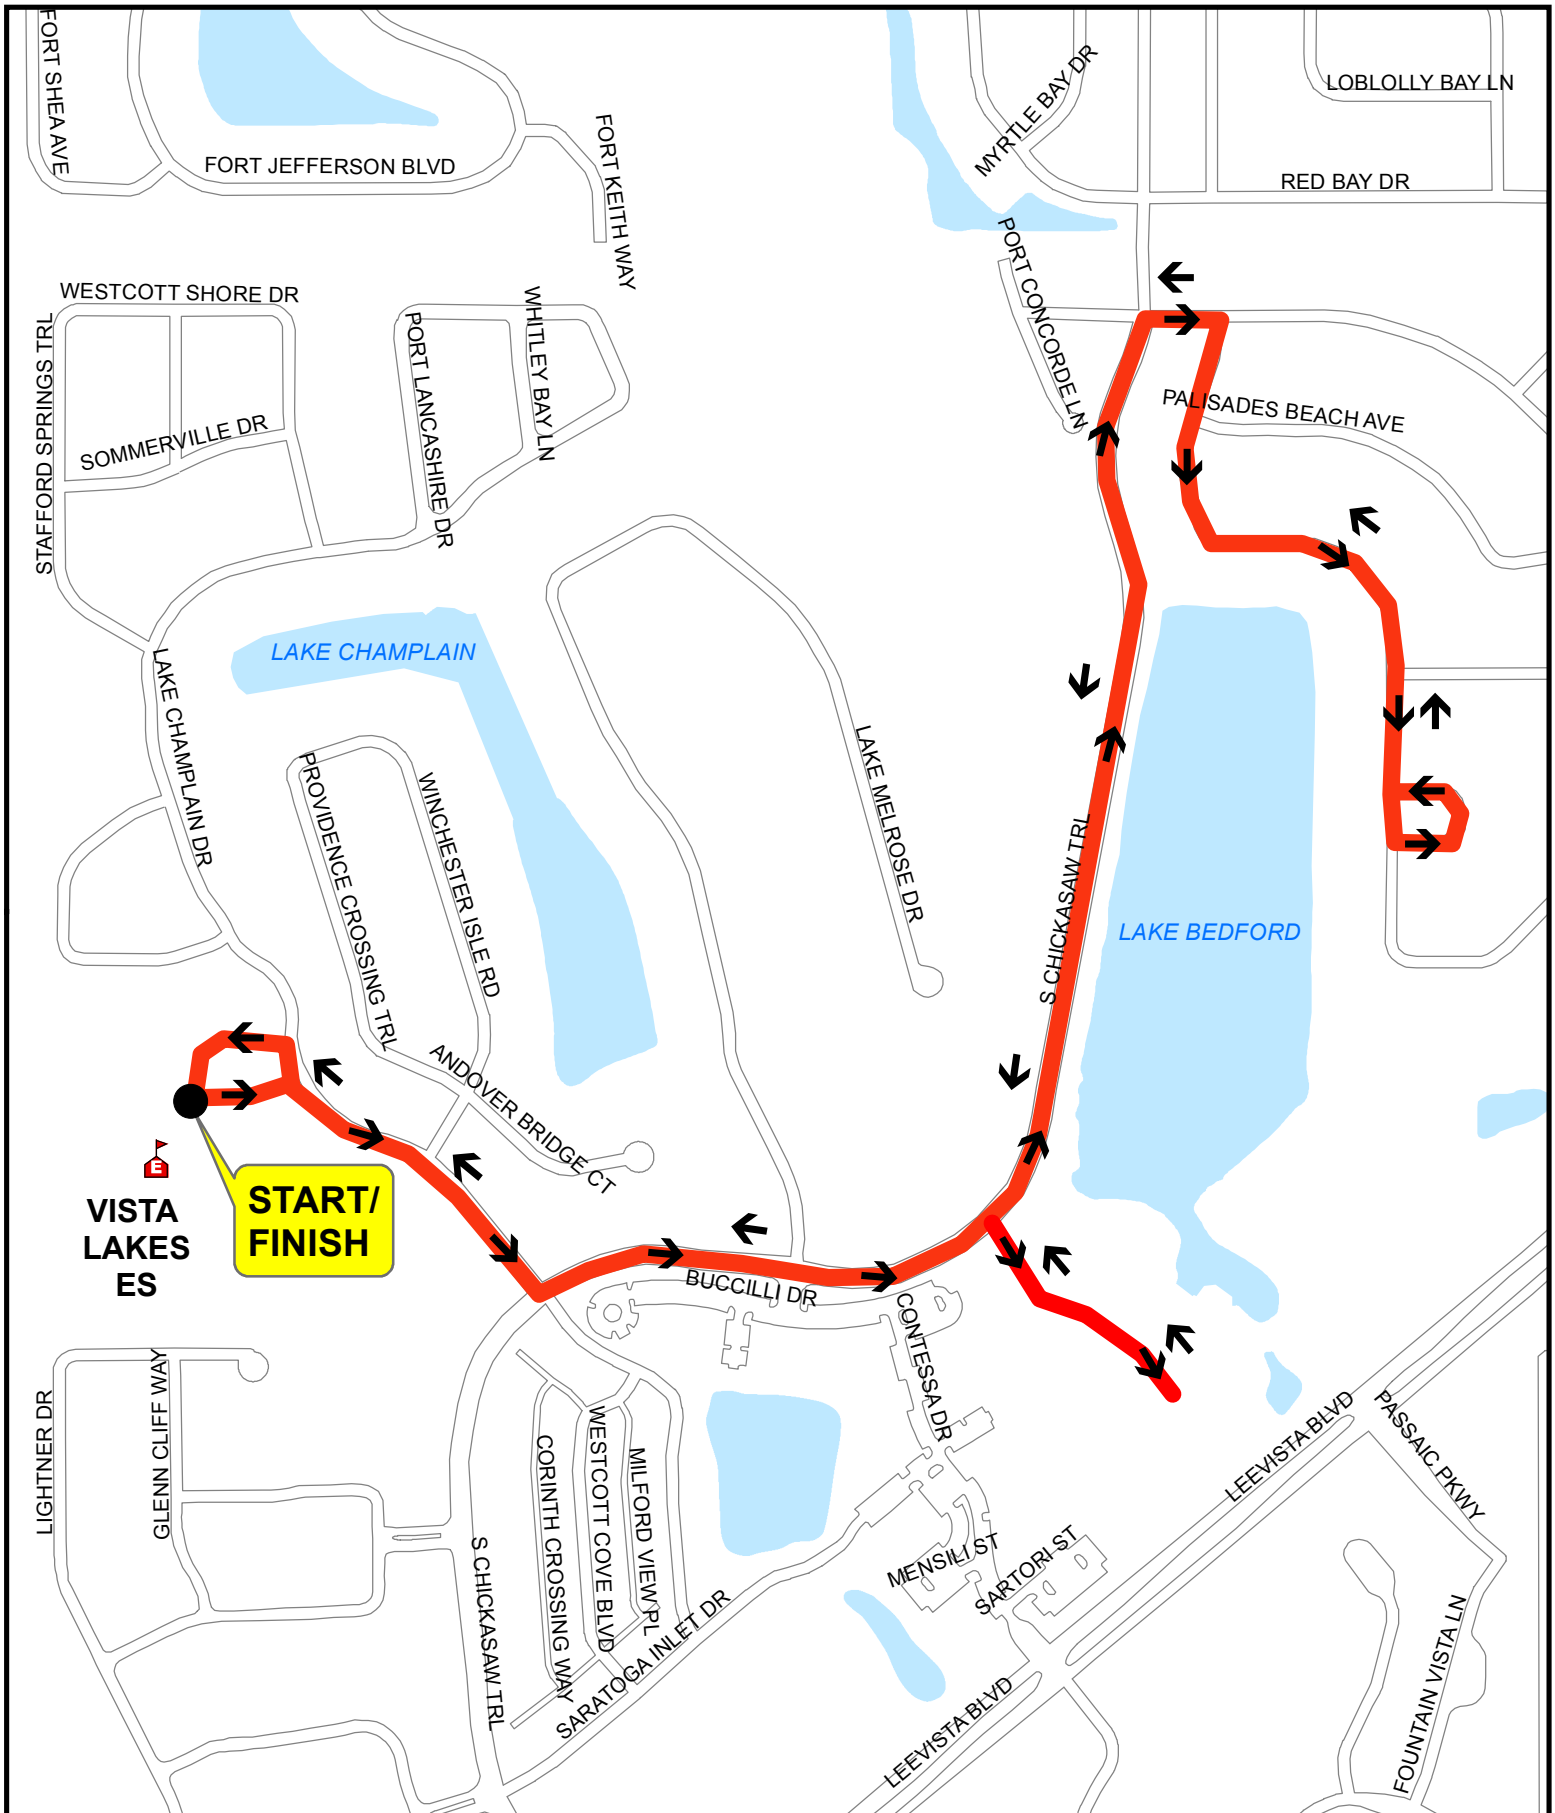 FORT SHEA AVE
FORT JEFFERSON BLVD
FORT KEITH WAY
MYRTLE BAY DR
LOBLOLLY BAY LN
RED BAY DR
WESTCOTT SHORE DR
STAFFORD SPRINGS TRL
SOMMERVILLE DR
PORT LANCASHIRE DR
WHITLEY BAY LN
PORT CONCORDE LN
PALISADES BEACH AVE
LAKE CHAMPLAIN
LAKE CHAMPLAIN DR
PROVIDENCE CROSSING TRL
WINCHESTER ISLE RD
LAKE MELROSE DR
S CHICKASAW TRL
LAKE BEDFORD
ANDOVER BRIDGE CT
E
VISTA
LAKES
ES
START/
FINISH
BUCCILLI DR
CONTESSA DR
LIGHTNER DR
GLENN CLIFF WAY
S CHICKASAW TRL
CORINTH CROSSING WAY
WESTCOTT COVE BLVD
MILFORD VIEW PL
SARATOGA INLET DR
MENSILI ST
SARTORI ST
LEEVISTA BLVD
PASSAIC PKWY
LEEVISTA BLVD
FOUNTAIN VISTA LN